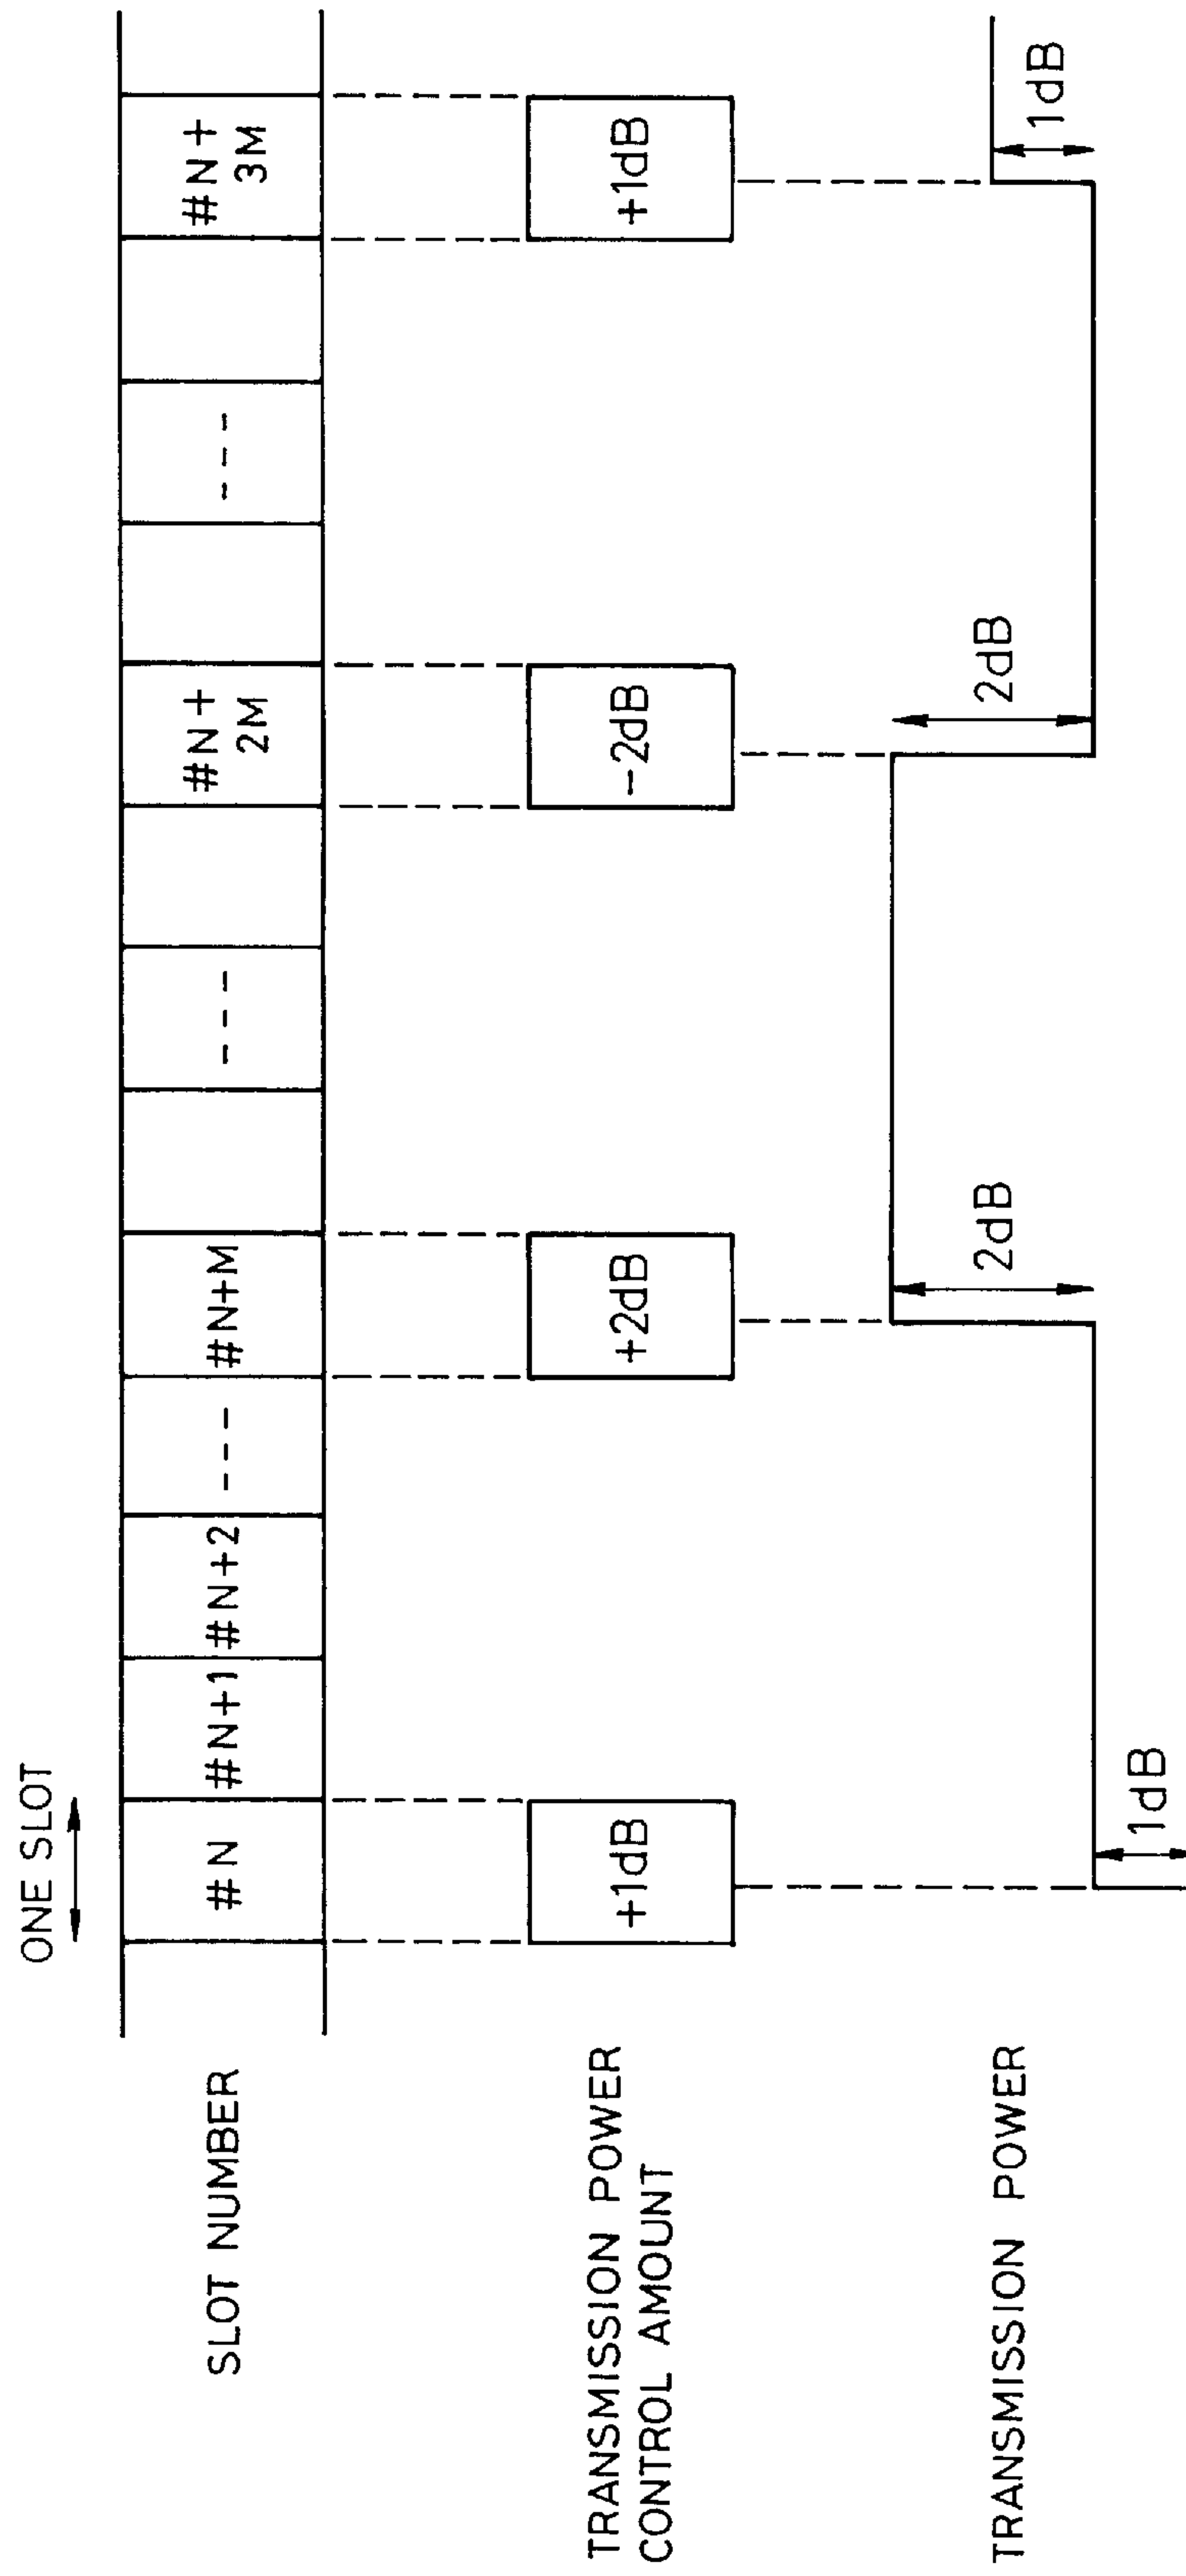 ONE SLOT
SLOT NUMBER
#N
#N+1
#N+2
---
#N+M
---
#N+
2M
---
#N+
3M
TRANSMISSION POWER
CONTROL AMOUNT
+1dB
+2dB
-2dB
+1dB
TRANSMISSION POWER
1dB
2dB
2dB
1dB